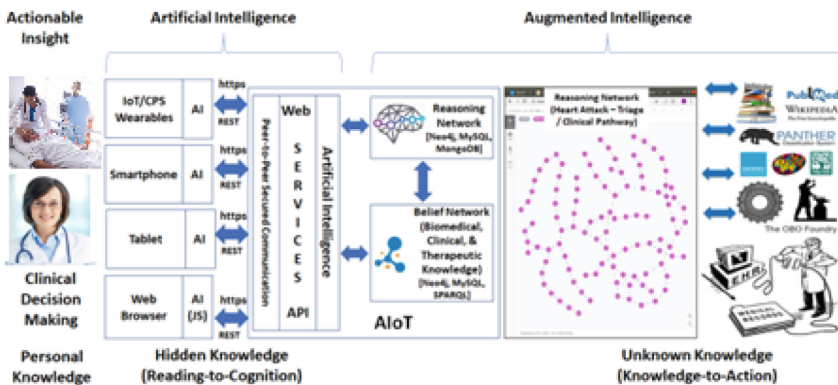 Actionable
Insight
Artificial Intelligence
Augmented Intelligence
IoT/CPS
Wearables
AI
https
REST
Smartphone
AI
https
REST
Tablet
AI
https
REST
Web
Browser
AI
(JS)
https
REST
Peer-to-Peer Secured Communication
Web
S
E
R
V
I
C
E
S
API
Artificial Intelligence
Reasoning
Network
[Neo4j, MySQL,
MongoDB]
Belief Network
(Biomedical,
Clinical, &
Therapeutic
Knowledge)
[Neo4j, MySQL,
SPARQL]
AIoT
Reasoning Network
(Heart Attack – Triage
/ Clinical Pathway)
PubMed
WIKIPEDIA
The Free Encyclopedia
PANTHER
Classification System
The OBO Foundry
EHR
MEDICAL
RECORDS
Clinical
Decision
Making
Personal
Knowledge
Hidden Knowledge
(Reading-to-Cognition)
Unknown Knowledge
(Knowledge-to-Action)